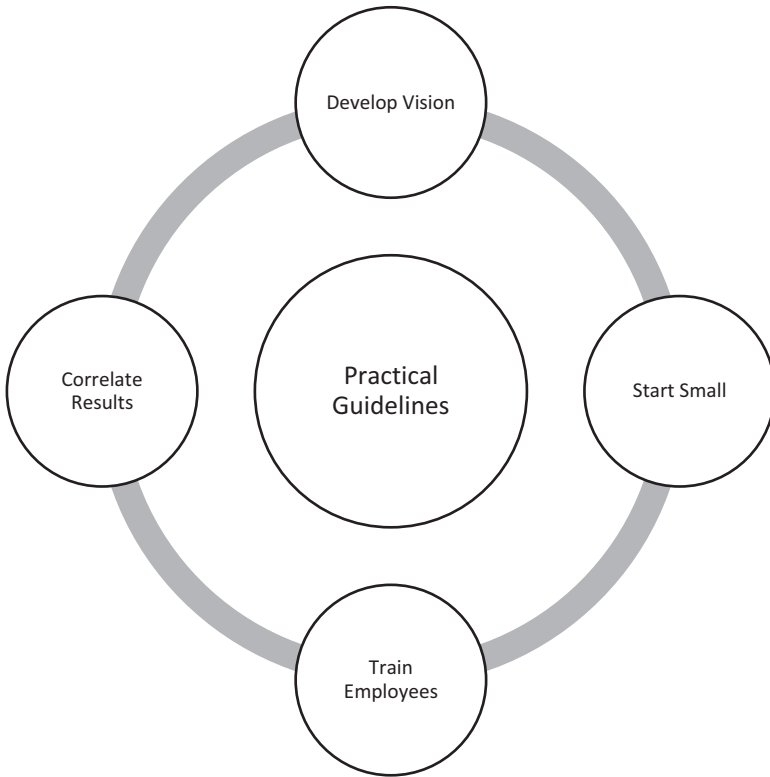 Develop Vision
Correlate
Results
Practical
Guidelines
Start Small
Train
Employees